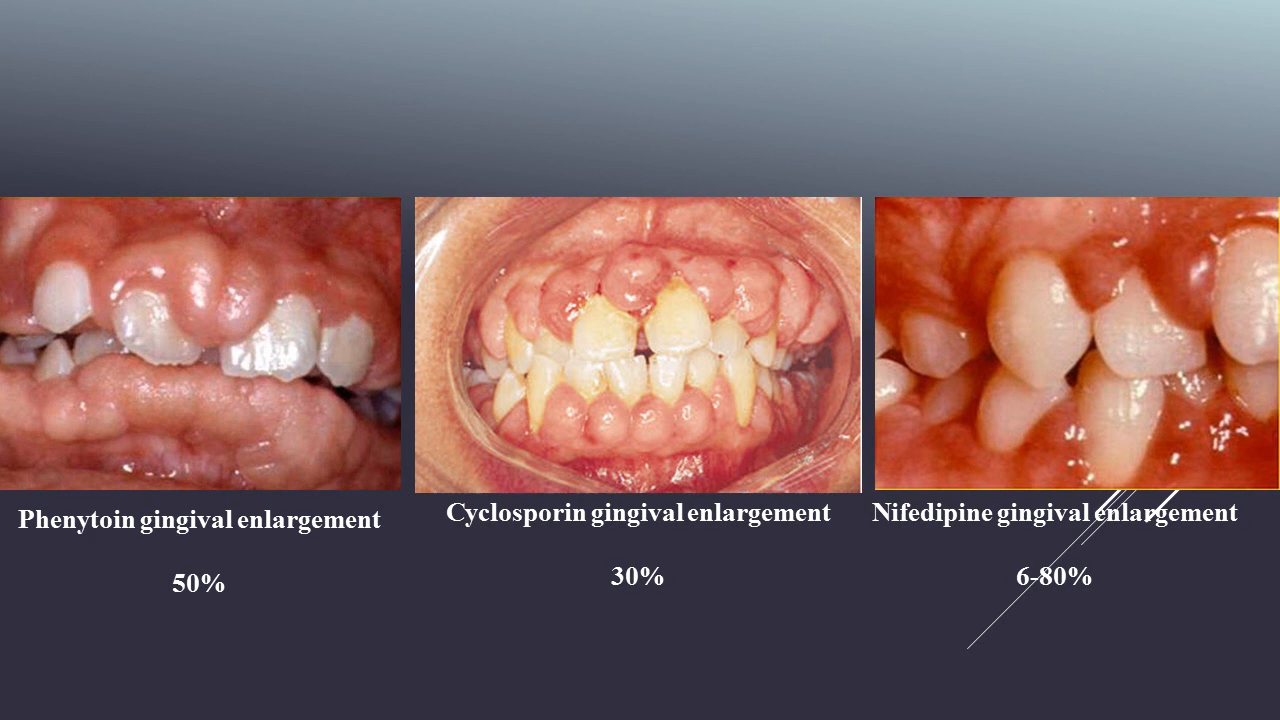 Phenytoin gingival enlargement
50%
Cyclosporin gingival enlargement
30%
Nifedipine gingival enlargement
6-80%